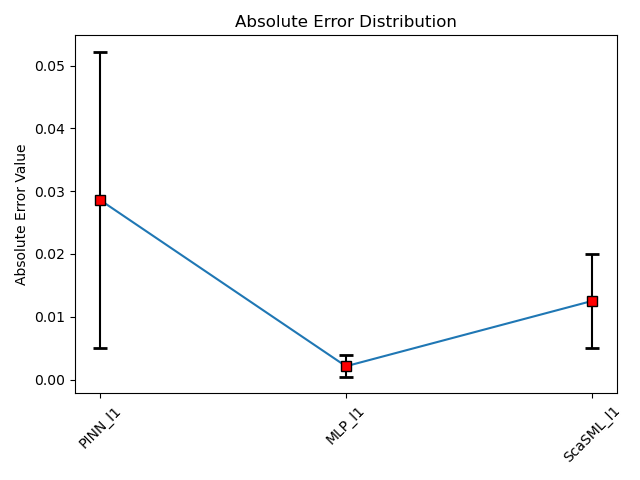 Absolute Error Distribution
Absolute Error Value
0.05
0.04
0.03
0.02
0.01
0.00
PINN_l1
MLP_l1
ScaSML_l1